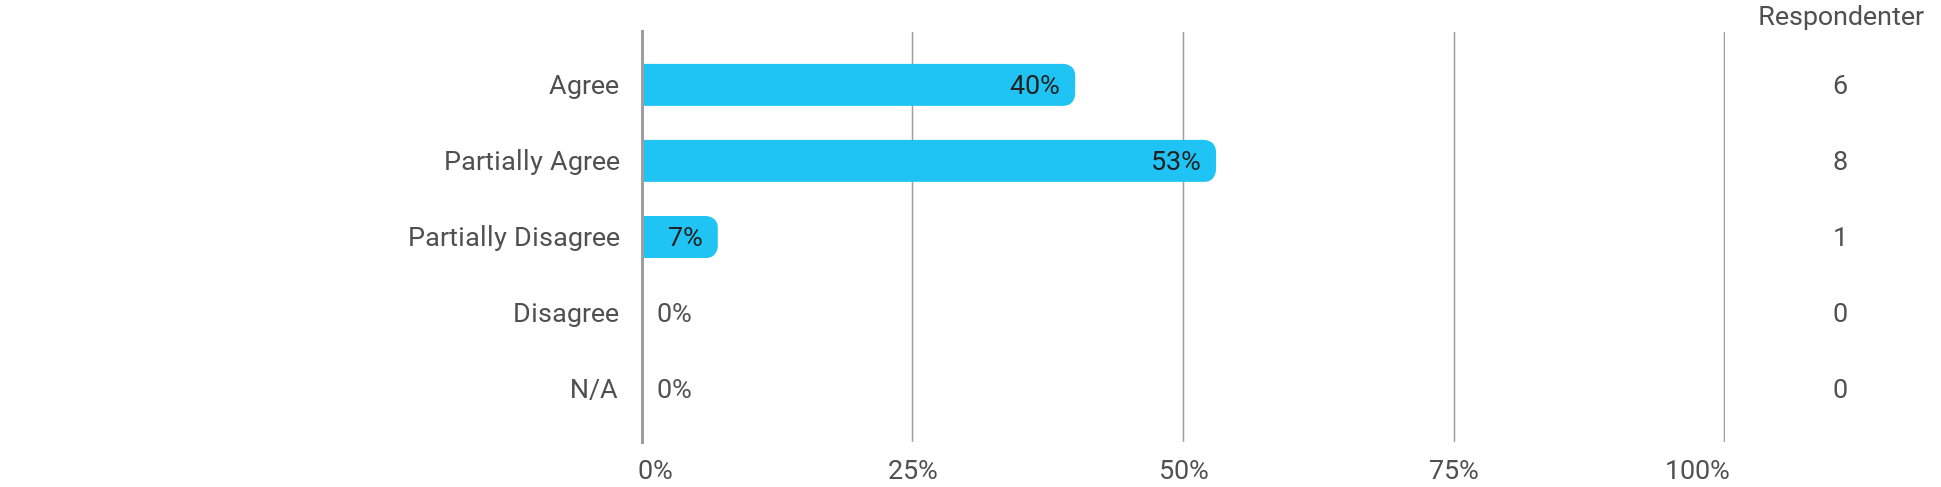 Respondenter
Agree 40% 6
Partially Agree 53% 8
Partially Disagree 7% 1
Disagree 0% 0
N/A 0% 0
0% 25% 50% 75% 100%